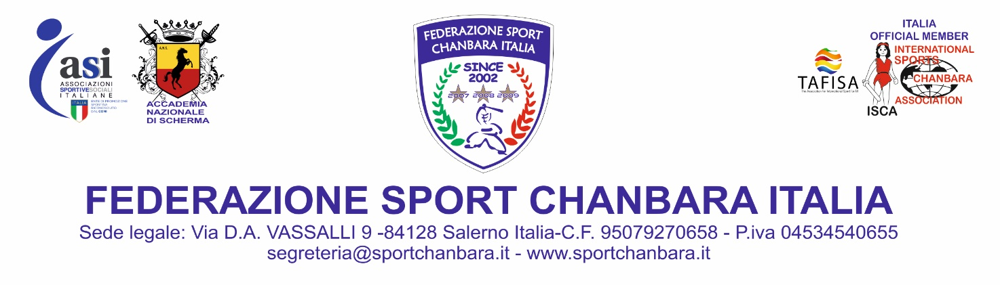 asi
ASSOCIAZIONI
SPORTIVESOCIALI
ITALIANE
ITALIA
ENTE DI PROMOZIONE
SPORTIVA
RICONOSCIUTO
DAL CONI
A.N.S.
ACCADEMIA
NAZIONALE
DI SCHERMA
FEDERAZIONE SPORT
CHANBARA ITALIA
SINCE
2002
2007 2008 2009
TAFISA
The Association for International Sport for All
ITALIA
OFFICIAL MEMBER
INTERNATIONAL
SPORTS
CHANBARA
ASSOCIATION
ISCA
FEDERAZIONE SPORT CHANBARA ITALIA
Sede legale: Via D.A. VASSALLI 9 -84128 Salerno Italia-C.F. 95079270658 - P.iva 04534540655
segreteria@sportchanbara.it - www.sportchanbara.it